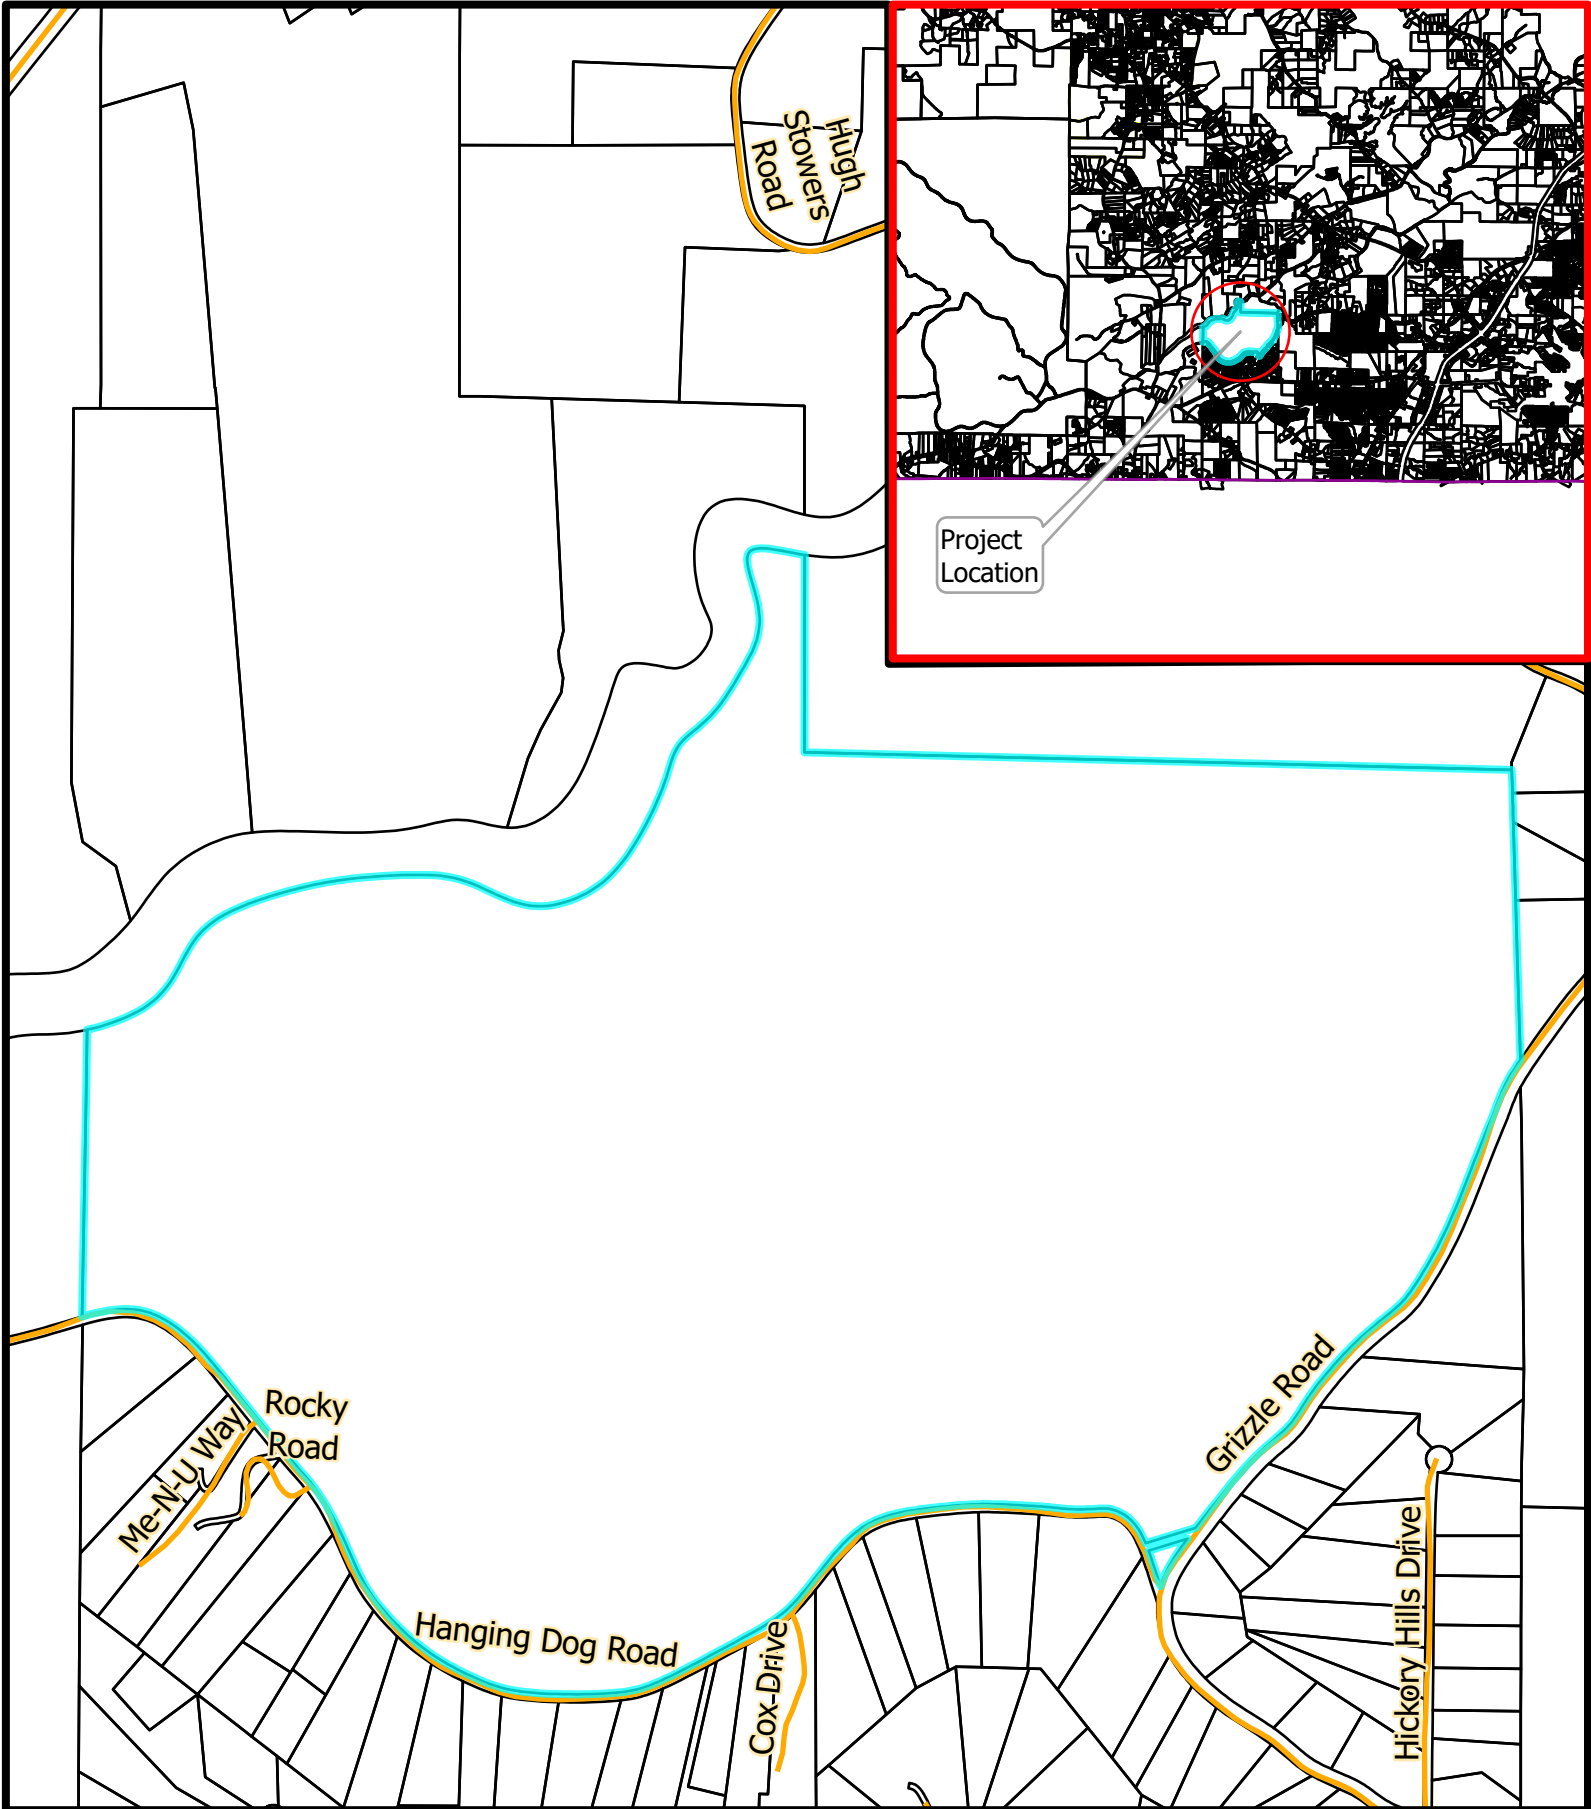 Hugh
Stowers
Road
Project
Location
Rocky
Road
Me-N-U Way
Grizzle Road
Hanging Dog Road
Cox-Drive
Hickory Hills Drive